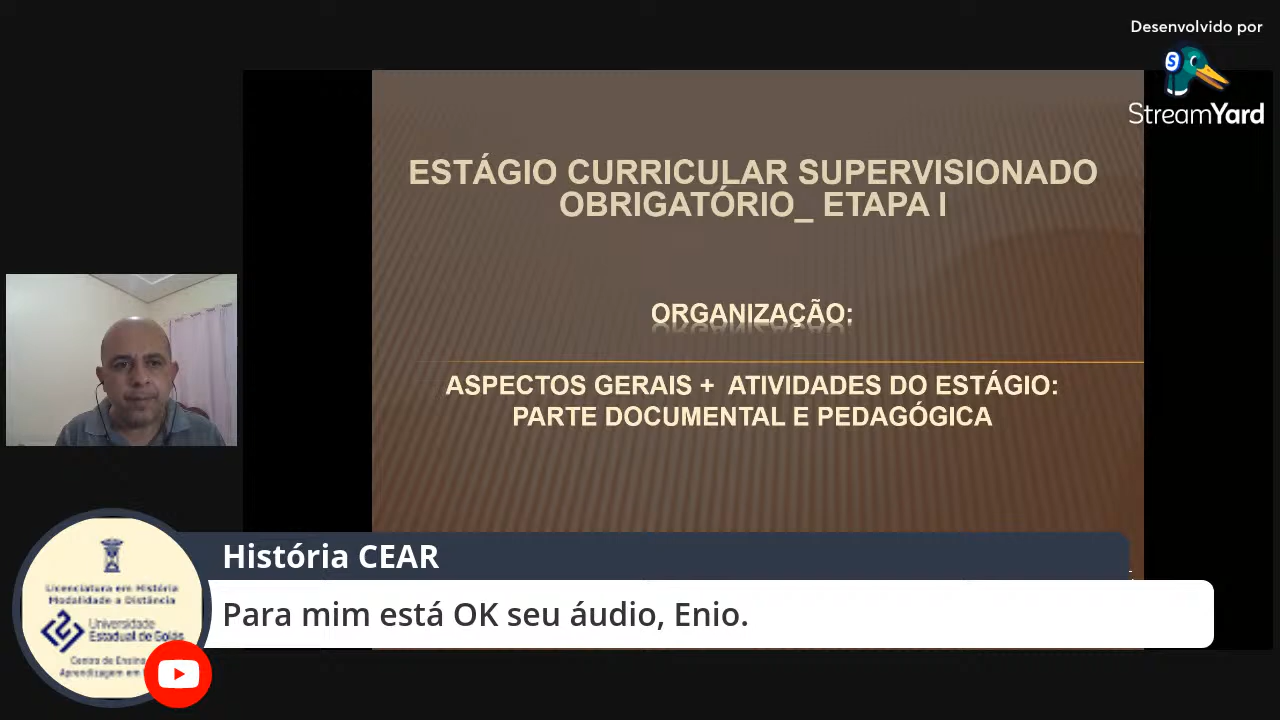 Desenvolvido por
StreamYard
ESTÁGIO CURRICULAR SUPERVISIONADO
OBRIGATÓRIO_ ETAPA I
ORGANIZAÇÃO:
ASPECTOS GERAIS + ATIVIDADES DO ESTÁGIO:
PARTE DOCUMENTAL E PEDAGÓGICA
História CEAR
Para mim está OK seu áudio, Enio.
Licenciatura em História
Modalidade a Distância
Universidade
Estadual de Goiás
Centro de Ensino
Aprendizagem em